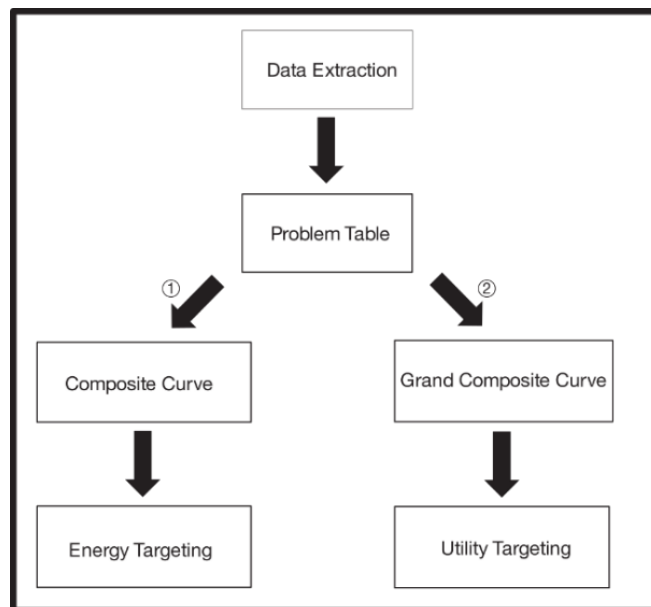 Data Extraction
Problem Table
①
②
Composite Curve
Grand Composite Curve
Energy Targeting
Utility Targeting